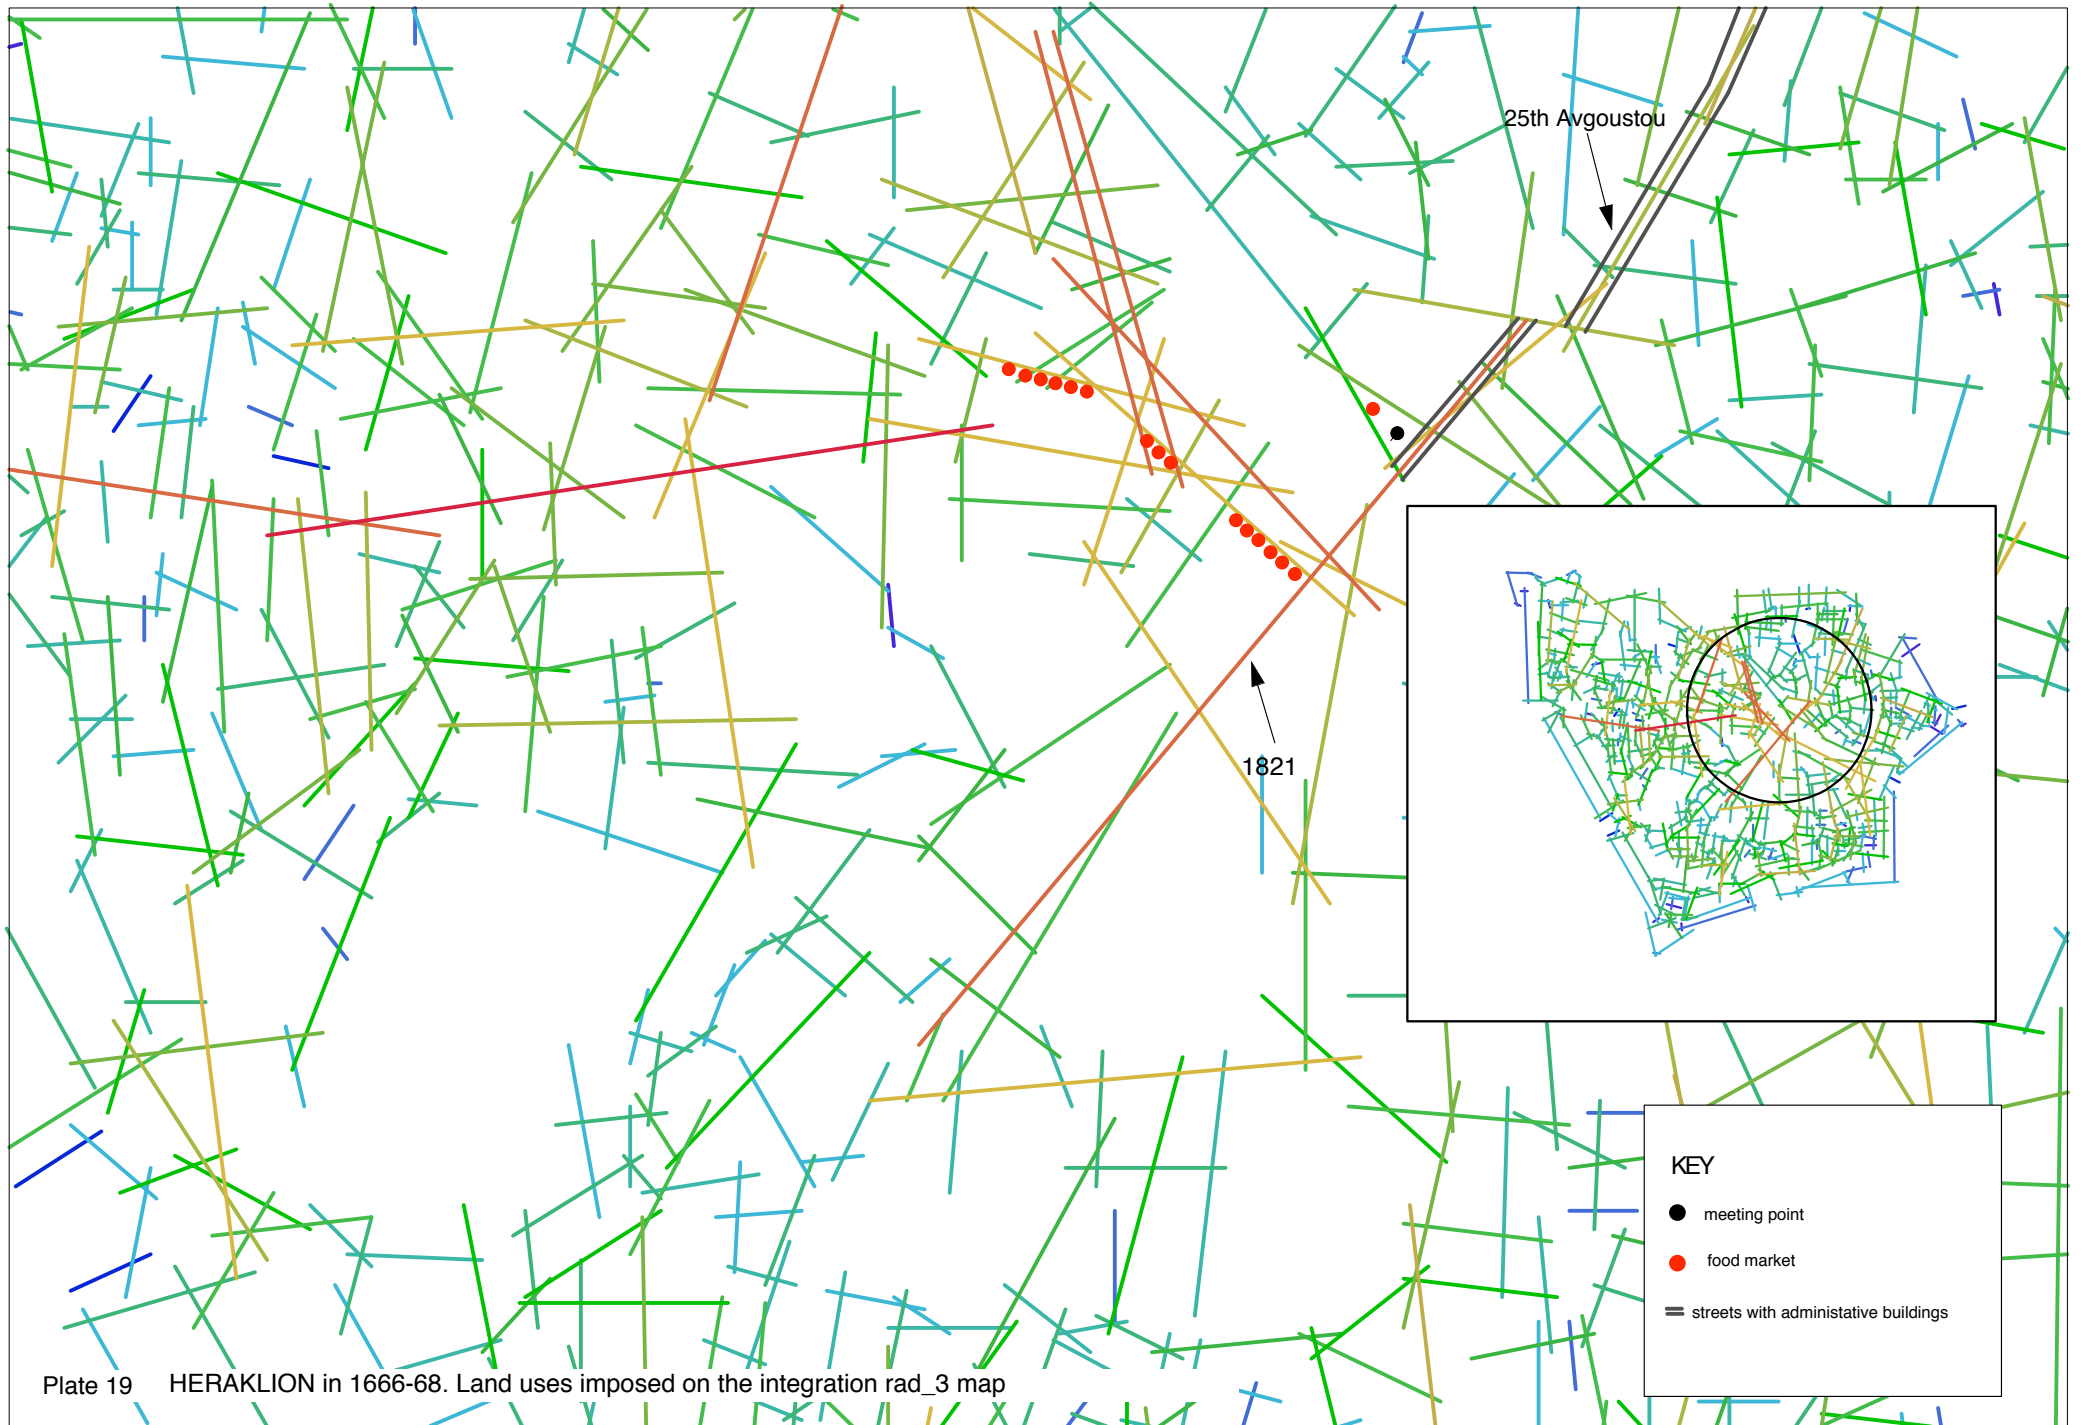 25th Avgoustou
1821
KEY
meeting point
food market
streets with administative buildings
Plate 19 HERAKLION in 1666-68. Land uses imposed on the integration rad_3 map